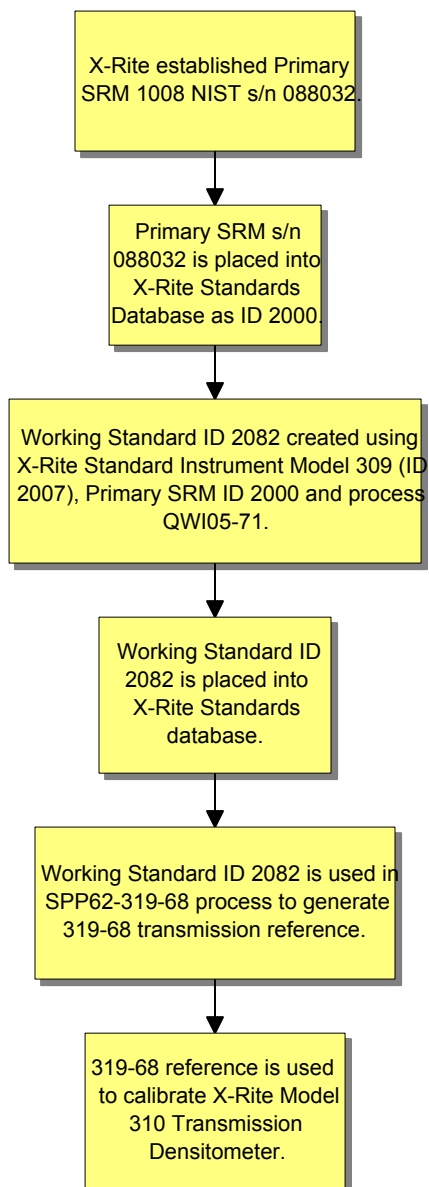 X-Rite established Primary
SRM 1008 NIST s/n 088032.
Primary SRM s/n
088032 is placed into
X-Rite Standards
Database as ID 2000.
Working Standard ID 2082 created using
X-Rite Standard Instrument Model 309 (ID
2007), Primary SRM ID 2000 and process
QWI05-71.
Working Standard ID
2082 is placed into
X-Rite Standards
database.
Working Standard ID 2082 is used in
SPP62-319-68 process to generate
319-68 transmission reference.
319-68 reference is used
to calibrate X-Rite Model
310 Transmission
Densitometer.